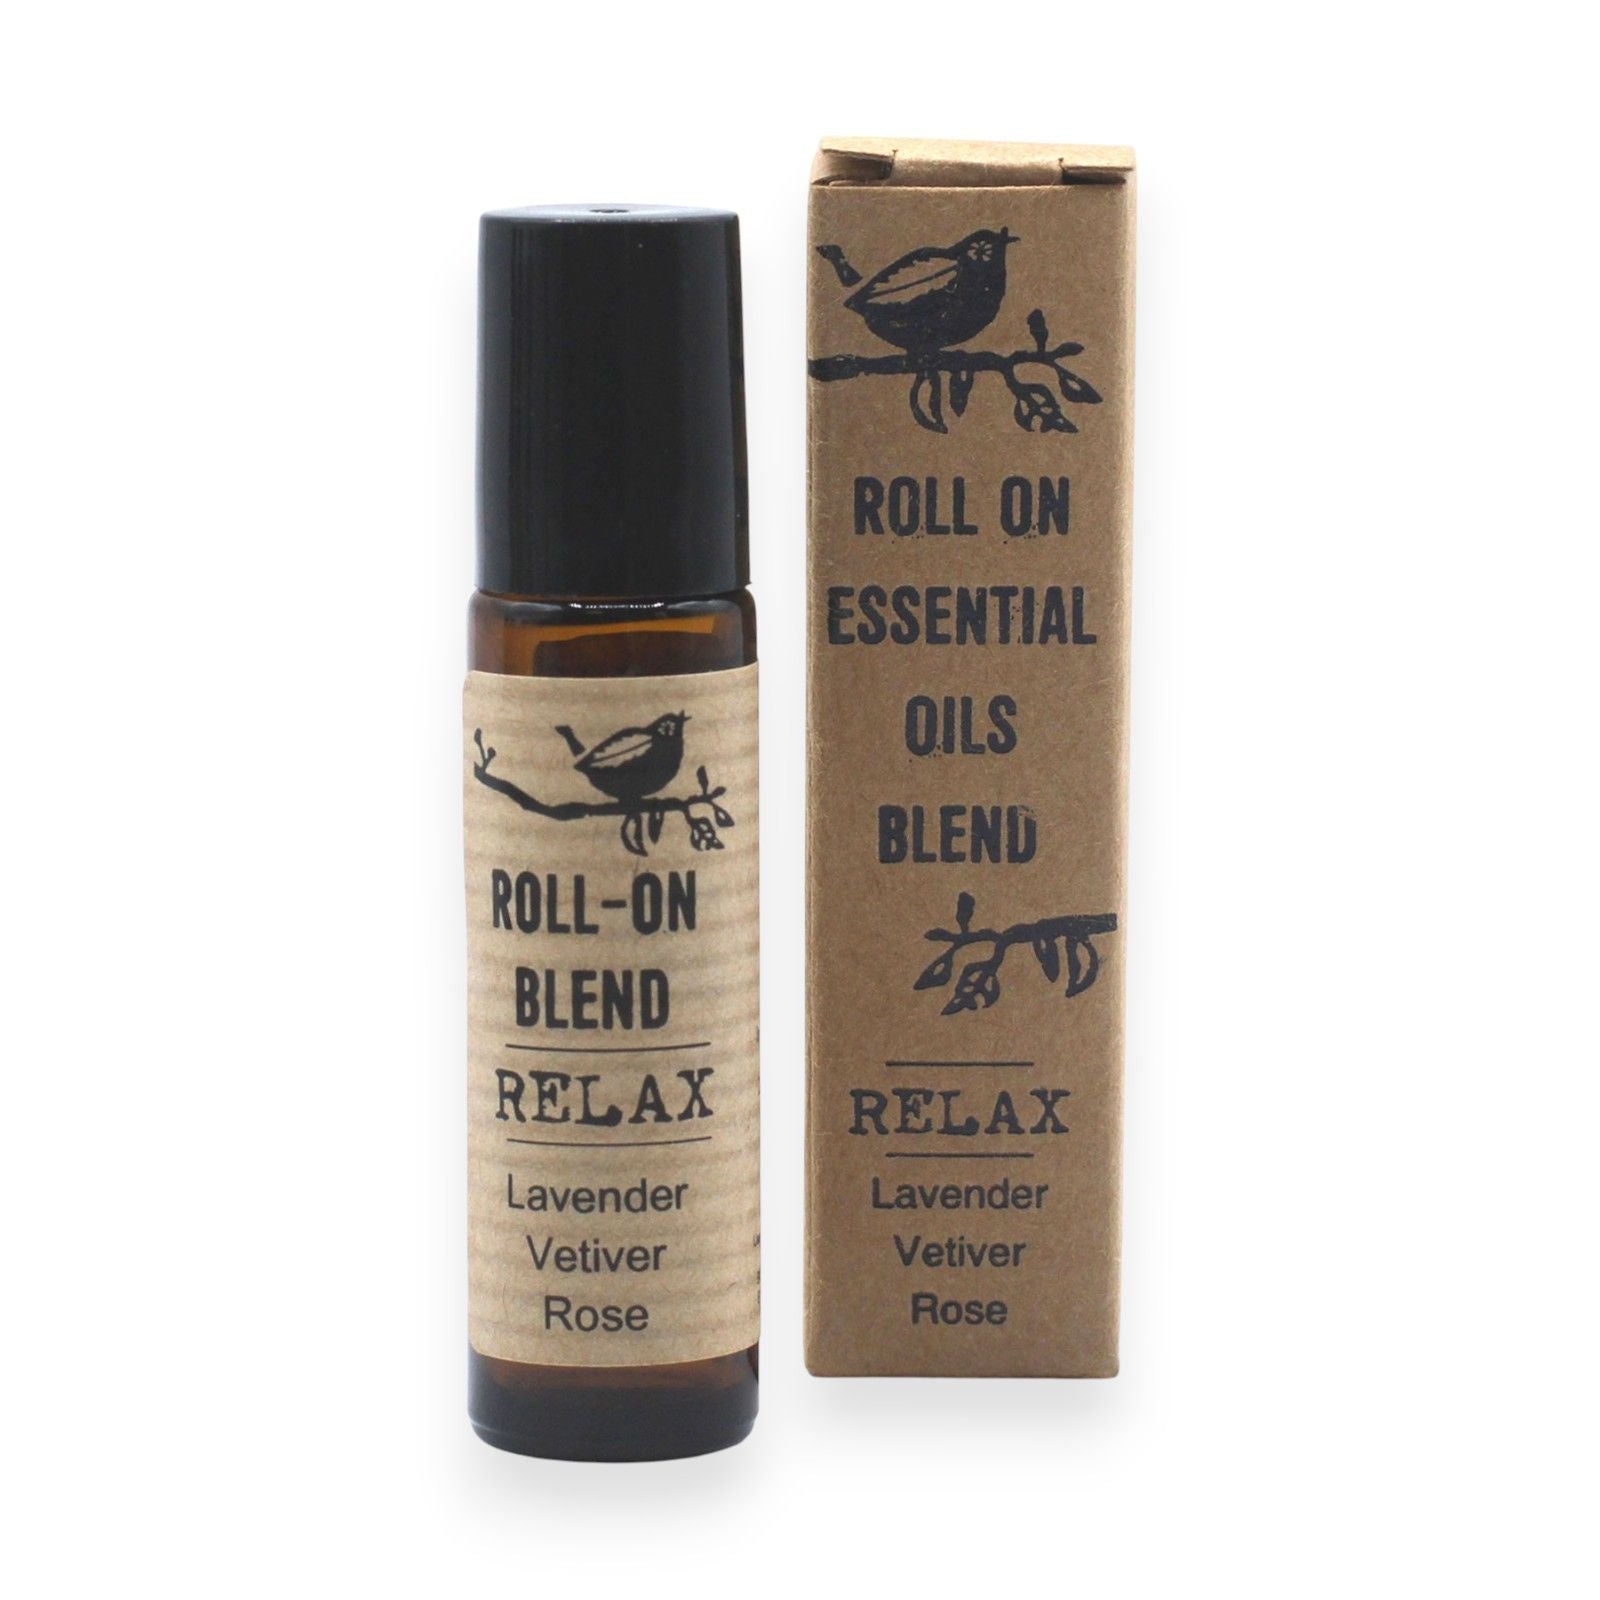 ROLL-ON
BLEND
RELAX
Lavender
Vetiver
Rose
ROLL ON
ESSENTIAL
OILS
BLEND
RELAX
Lavender
Vetiver
Rose